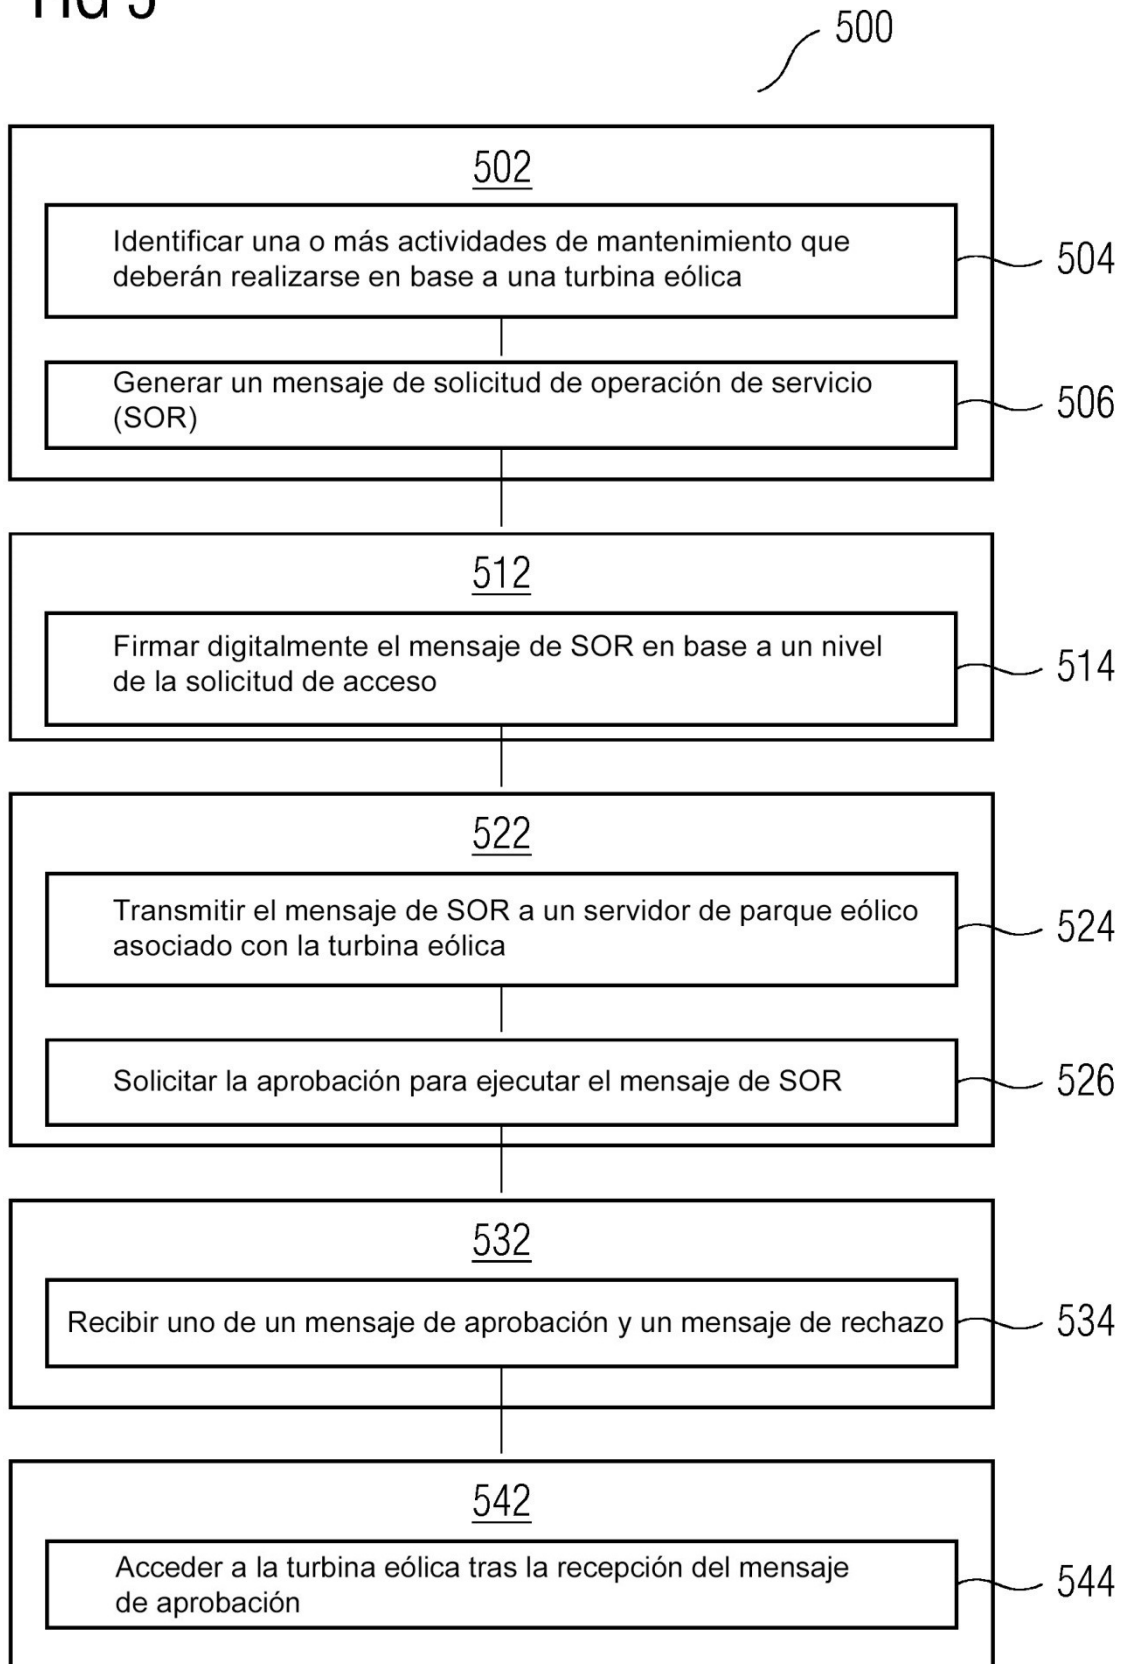 FIG 5
500
502
Identificar una o más actividades de mantenimiento que
deberán realizarse en base a una turbina eólica
504
Generar un mensaje de solicitud de operación de servicio
(SOR)
506
512
Firmar digitalmente el mensaje de SOR en base a un nivel
de la solicitud de acceso
514
522
Transmitir el mensaje de SOR a un servidor de parque eólico
asociado con la turbina eólica
524
Solicitar la aprobación para ejecutar el mensaje de SOR
526
532
Recibir uno de un mensaje de aprobación y un mensaje de rechazo
534
542
Acceder a la turbina eólica tras la recepción del mensaje
de aprobación
544